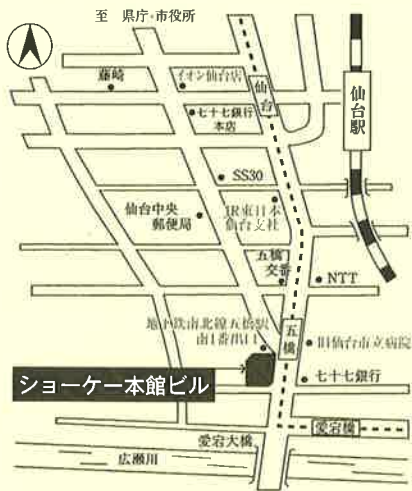 至 県庁・市役所
藤崎
イオン仙台店
仙台
仙台駅
七十七銀行
本店
SS30
仙台中央
郵便局
JR東日本
仙台支社
五橋
交番
NTT
地下鉄南北線五橋駅
南1番出口
五橋
旧仙台市立病院
ショーケー本館ビル
七十七銀行
愛宕橋
愛宕大橋
広瀬川